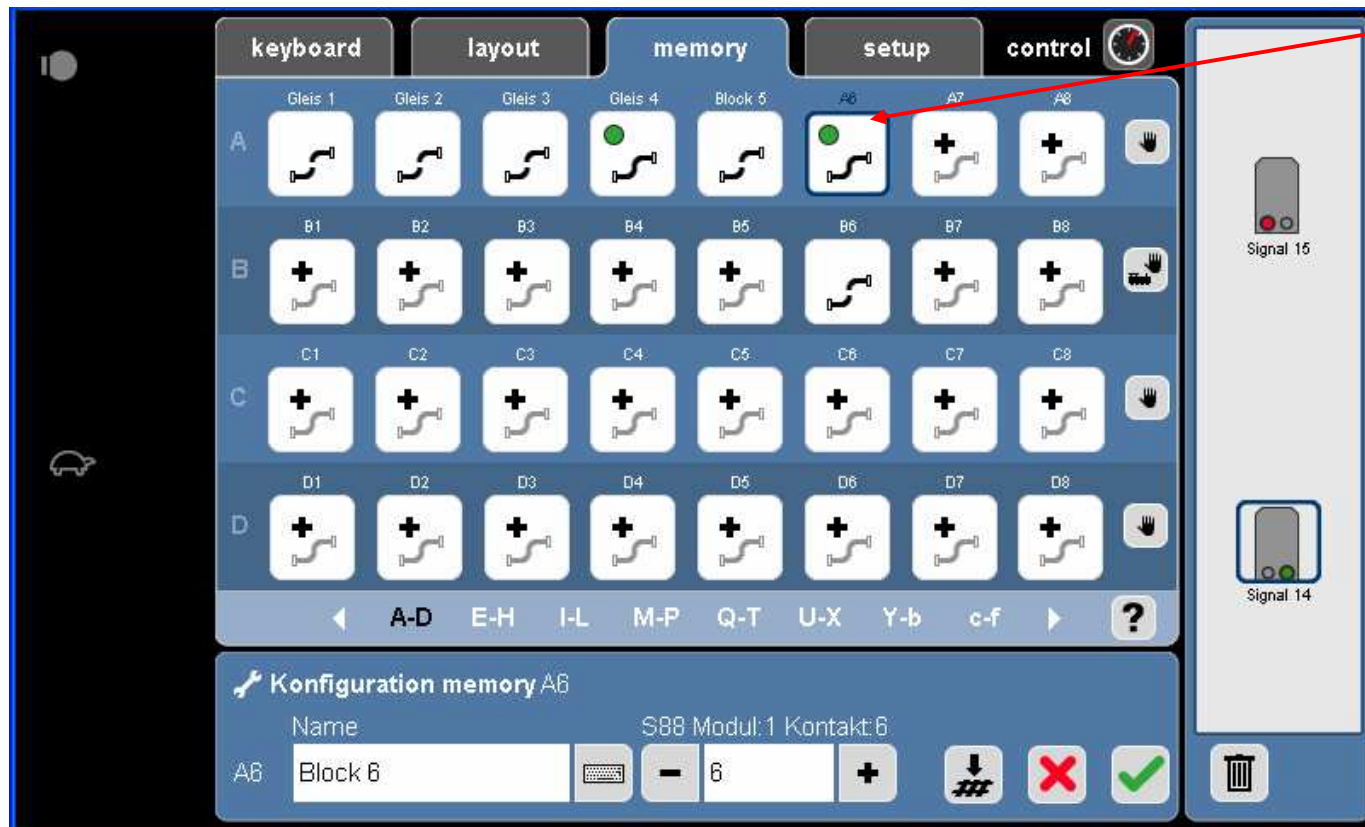 keyboard layout memory setup control
Gleis 1 Gleis 2 Gleis 3 Gleis 4 Block 5 A6 A7 A8
A
B1 B2 B3 B4 B5 B6 B7 B8
B
Signal 15
C1 C2 C3 C4 C5 C6 C7 C8
C
D1 D2 D3 D4 D5 D6 D7 D8
D
Signal 14
A-D E-H I-L M-P Q-T U-X Y-b c-f ?
Konfiguration memory A6
Name S88 Modul:1 Kontakt:6
A6 Block 6 6